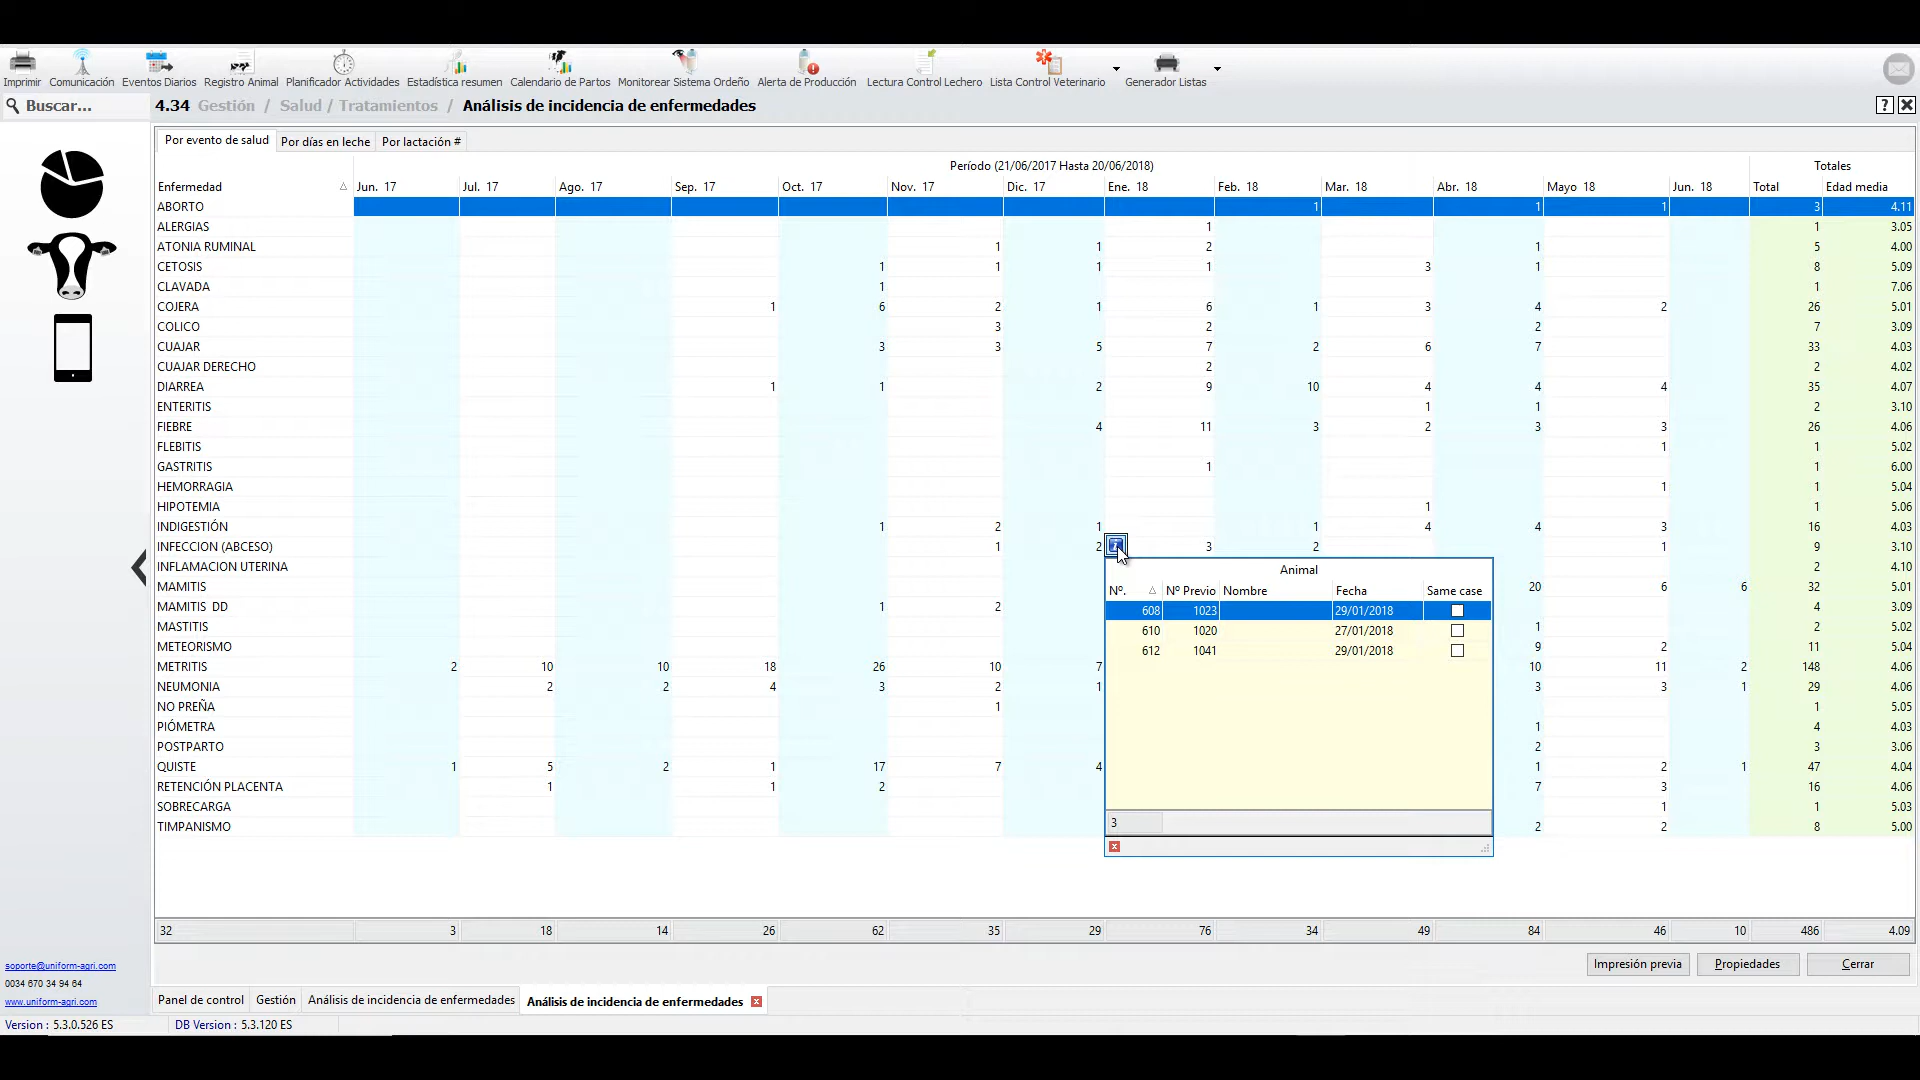 Imprimir Comunicación Eventos Diarios Registro Animal Planificador Actividades Estadística resumen Calendario de Partos Monitorear Sistema Ordeño Alerta de Producción Lectura Control Lechero Lista Control Veterinario Generador Listas
Buscar... 4.34 Gestión / Salud / Tratamientos / Análisis de incidencia de enfermedades ?
Por evento de salud Por días en leche Por lactación #
Período (21/06/2017 Hasta 20/06/2018) Totales
Enfermedad Jun. 17 Jul. 17 Ago. 17 Sep. 17 Oct. 17 Nov. 17 Dic. 17 Ene. 18 Feb. 18 Mar. 18 Abr. 18 Mayo 18 Jun. 18 Total Edad media
ABORTO 1 1 1 3 4.11
ALERGIAS 1 1 3.05
ATONIA RUMINAL 1 1 2 1 5 4.00
CETOSIS 1 1 1 1 3 1 8 5.09
CLAVADA 1 1 7.06
COJERA 1 6 2 1 6 1 3 4 2 26 5.01
COLICO 3 2 2 7 3.09
CUAJAR 3 3 5 7 2 6 7 33 4.03
CUAJAR DERECHO 2 2 4.02
DIARREA 1 1 2 9 10 4 4 4 35 4.07
ENTERITIS 1 1 2 3.10
FIEBRE 4 11 3 2 3 3 26 4.06
FLEBITIS 1 1 5.02
GASTRITIS 1 1 6.00
HEMORRAGIA 1 1 5.04
HIPOTEMIA 1 1 5.06
INDIGESTIÓN 1 2 1 1 4 4 3 16 4.03
INFECCION (ABCESO) 1 2 i 3 2 1 9 3.10
INFLAMACION UTERINA 2 4.10
MAMITIS 20 6 6 32 5.01
MAMITIS DD 1 2 4 3.09
MASTITIS 1 2 5.02
METEORISMO 9 2 11 5.04
METRITIS 2 10 10 18 26 10 7 10 11 2 148 4.06
NEUMONIA 2 2 4 3 2 1 3 3 1 29 4.06
NO PREÑA 1 1 5.05
PIÓMETRA 1 4 4.03
POSTPARTO 2 3 3.06
QUISTE 1 5 2 1 17 7 4 1 2 1 47 4.04
RETENCIÓN PLACENTA 1 1 2 7 3 16 4.06
SOBRECARGA 1 1 5.03
TIMPANISMO 2 2 8 5.00
Animal
Nº. Nº Previo Nombre Fecha Same case
608 1023 29/01/2018
610 1020 27/01/2018
612 1041 29/01/2018
3
32 3 18 14 26 62 35 29 76 34 49 84 46 10 486 4.09
Impresión previa Propiedades Cerrar
soporte@uniform-agri.com
0034 670 34 94 64
www.uniform-agri.com
Panel de control Gestión Análisis de incidencia de enfermedades Análisis de incidencia de enfermedades
Version : 5.3.0.526 ES DB Version : 5.3.120 ES